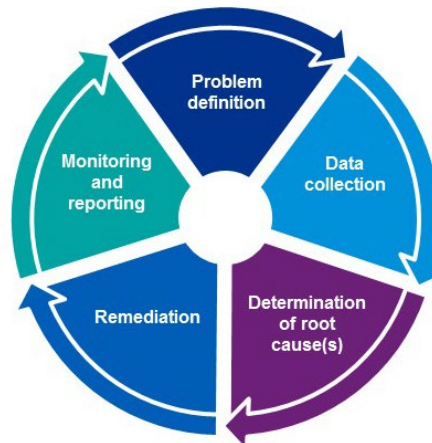 Problem
definition
Data
collection
Determination
of root
cause(s)
Remediation
Monitoring
and
reporting